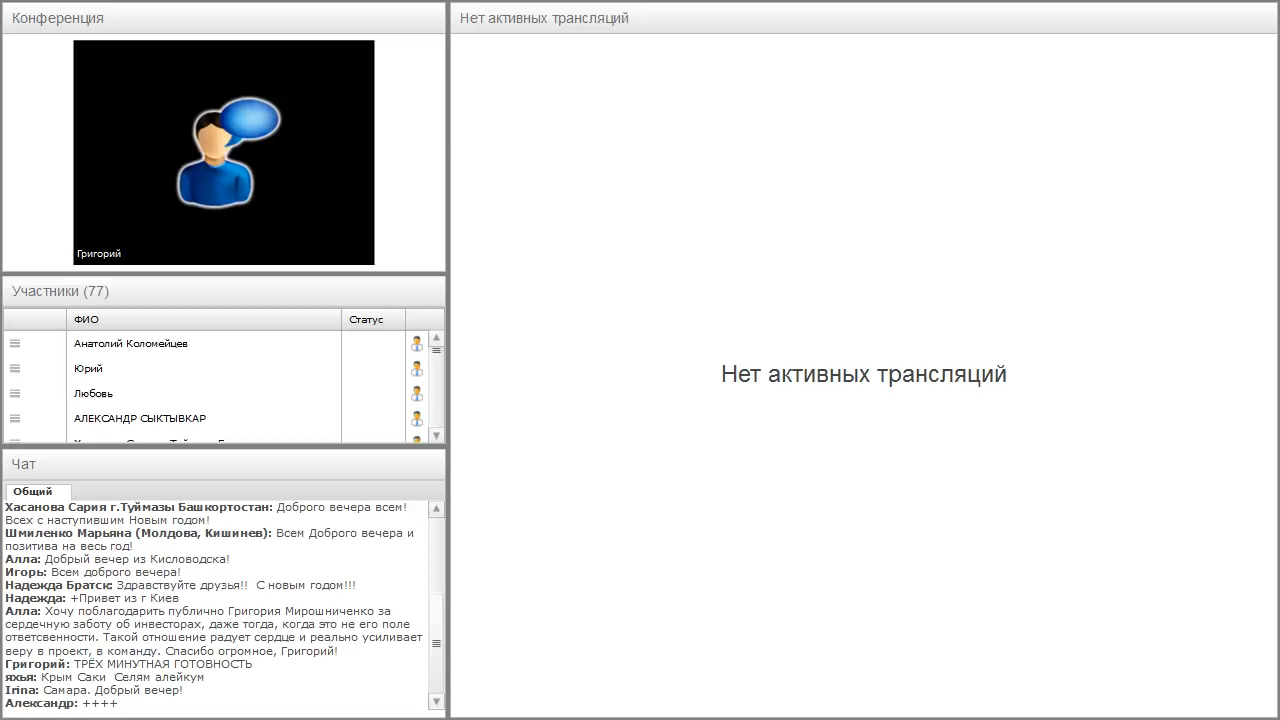 Конференция
Нет активных трансляций
Григорий
Участники (77)
ФИО
Статус
Анатолий Коломейцев
Юрий
Любовь
АЛЕКСАНДР СЫКТЫВКАР
Чат
Общий
Хасанова Сария г.Туймазы Башкортостан: Доброго вечера всем!
Всех с наступившим Новым годом!
Шмиленко Марьяна (Молдова, Кишинев): Всем Доброго вечера и
позитива на весь год!
Алла: Добрый вечер из Кисловодска!
Игорь: Всем доброго вечера!
Надежда Братск: Здравствуйте друзья!!  С новым годом!!!
Надежда: +Привет из г Киев
Алла: Хочу поблагодарить публично Григория Мирошниченко за
сердечную заботу об инвесторах, даже тогда, когда это не его поле
ответсвенности. Такой отношение радует сердце и реально усиливает
веру в проект, в команду. Спасибо огромное, Григорий!
Григорий: ТРЁХ МИНУТНАЯ ГОТОВНОСТЬ
яхья: Крым Саки  Селям алейкум
Irina: Самара. Добрый вечер!
Александр: ++++
Нет активных трансляций